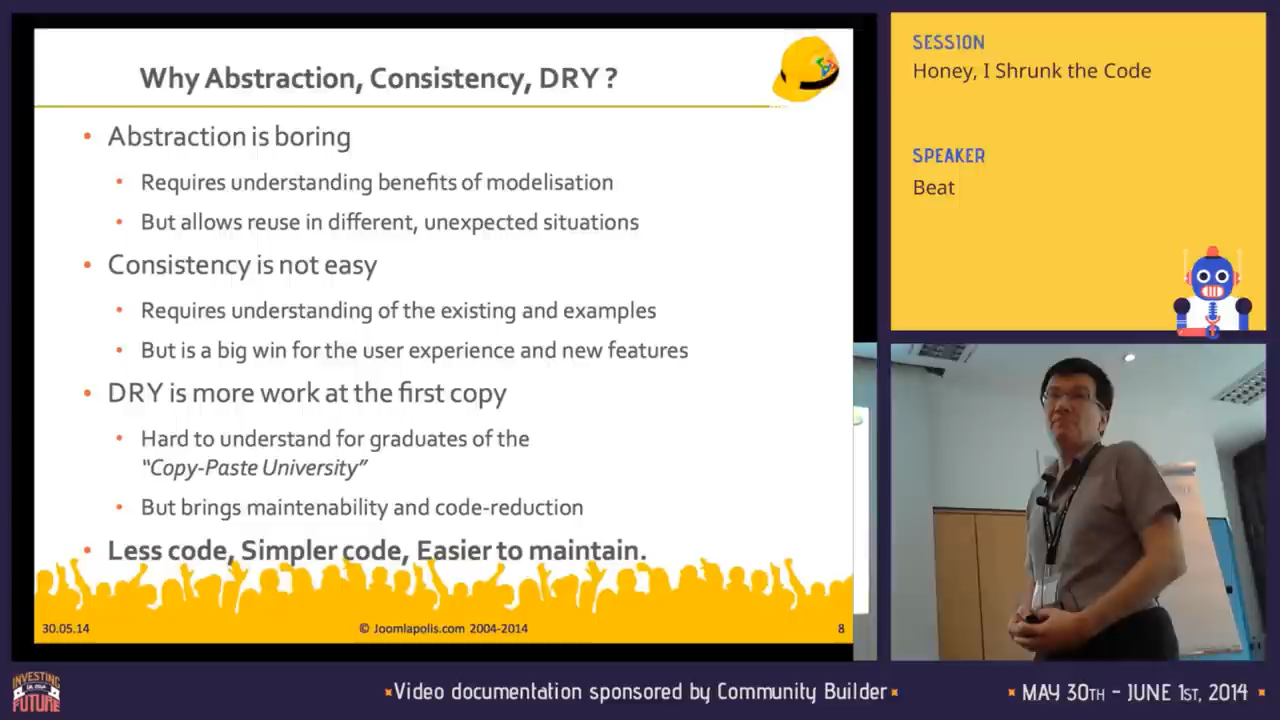 Why Abstraction, Consistency, DRY ?
• Abstraction is boring
• Requires understanding benefits of modelisation
• But allows reuse in different, unexpected situations
• Consistency is not easy
• Requires understanding of the existing and examples
• But is a big win for the user experience and new features
• DRY is more work at the first copy
• Hard to understand for graduates of the
“Copy-Paste University”
• But brings maintenability and code-reduction
• Less code, Simpler code, Easier to maintain.
30.05.14
© Joomlapolis.com 2004-2014
8
SESSION
Honey, I Shrunk the Code
SPEAKER
Beat
INVESTING
IN OUR
FUTURE
Video documentation sponsored by Community Builder
MAY 30TH - JUNE 1ST, 2014